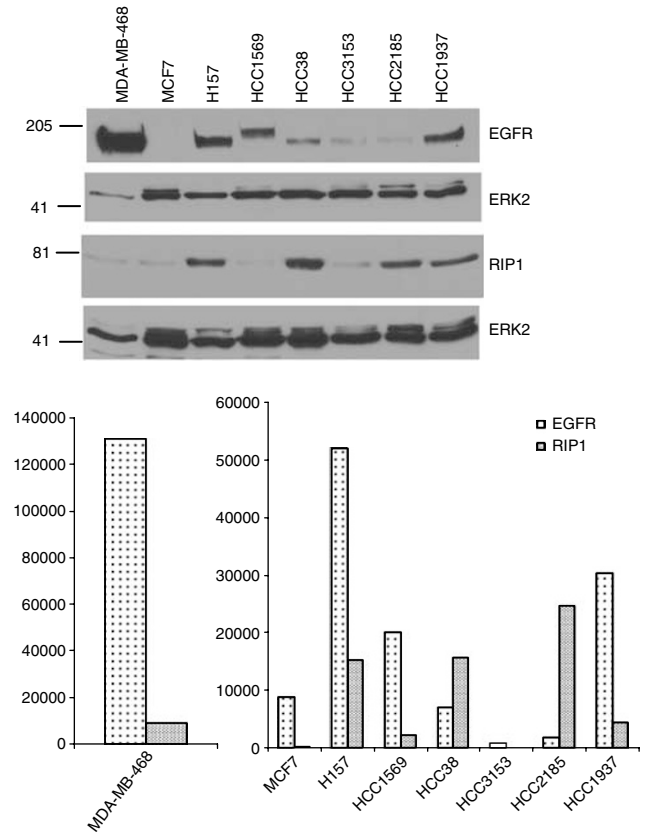 MDA-MB-468
MCF7
H157
HCC1569
HCC38
HCC3153
HCC2185
HCC1937
205
EGFR
41
ERK2
81
RIP1
41
ERK2
140000
120000
100000
80000
60000
40000
20000
0
MDA-MB-468
60000
50000
40000
30000
20000
10000
0
EGFR
RIP1
MCF7
H157
HCC1569
HCC38
HCC3153
HCC2185
HCC1937